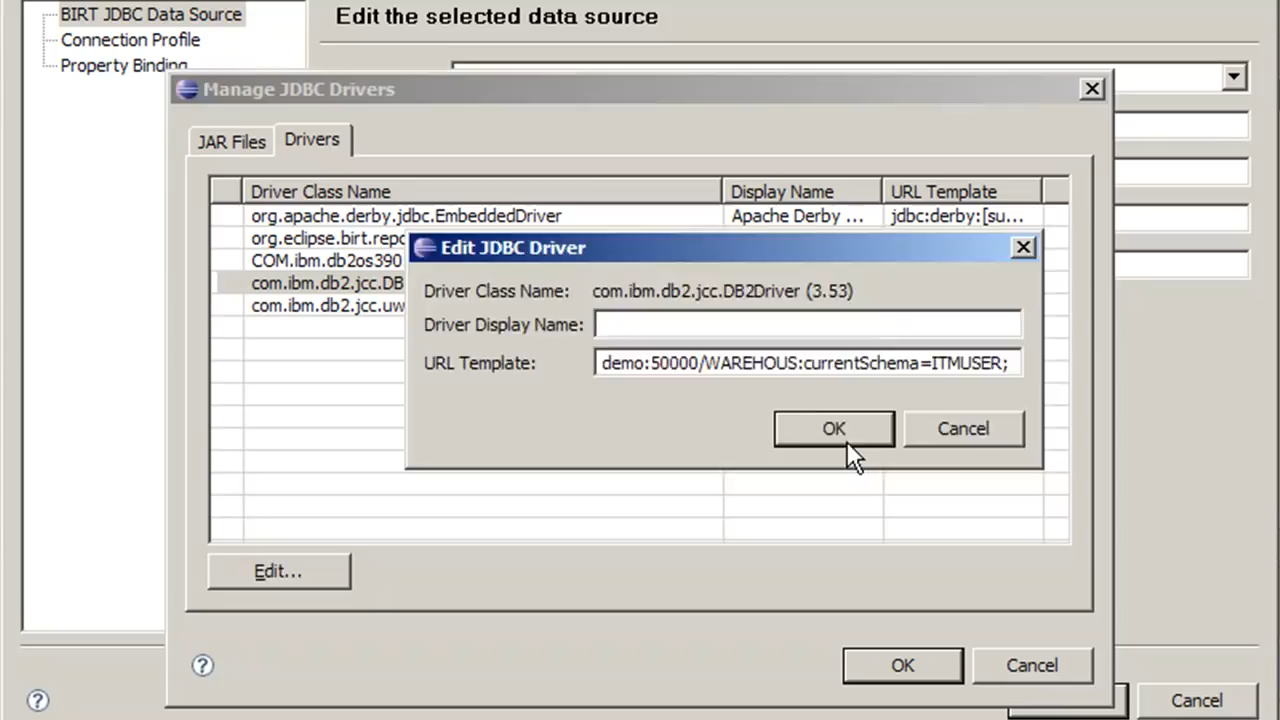 BIRT JDBC Data Source
Connection Profile
Property Binding
Edit the selected data source
Manage JDBC Drivers
JAR Files
Drivers
Driver Class Name
Display Name
URL Template
org.apache.derby.jdbc.EmbeddedDriver
Apache Derby ...
jdbc:derby:[su...
org.eclipse.birt.repo
COM.ibm.db2os390
com.ibm.db2.jcc.DB
com.ibm.db2.jcc.uw
Edit JDBC Driver
Driver Class Name:
com.ibm.db2.jcc.DB2Driver (3.53)
Driver Display Name:
URL Template:
demo:50000/WAREHOUS:currentSchema=ITMUSER;
OK
Cancel
Edit...
?
OK
Cancel
?
Cancel